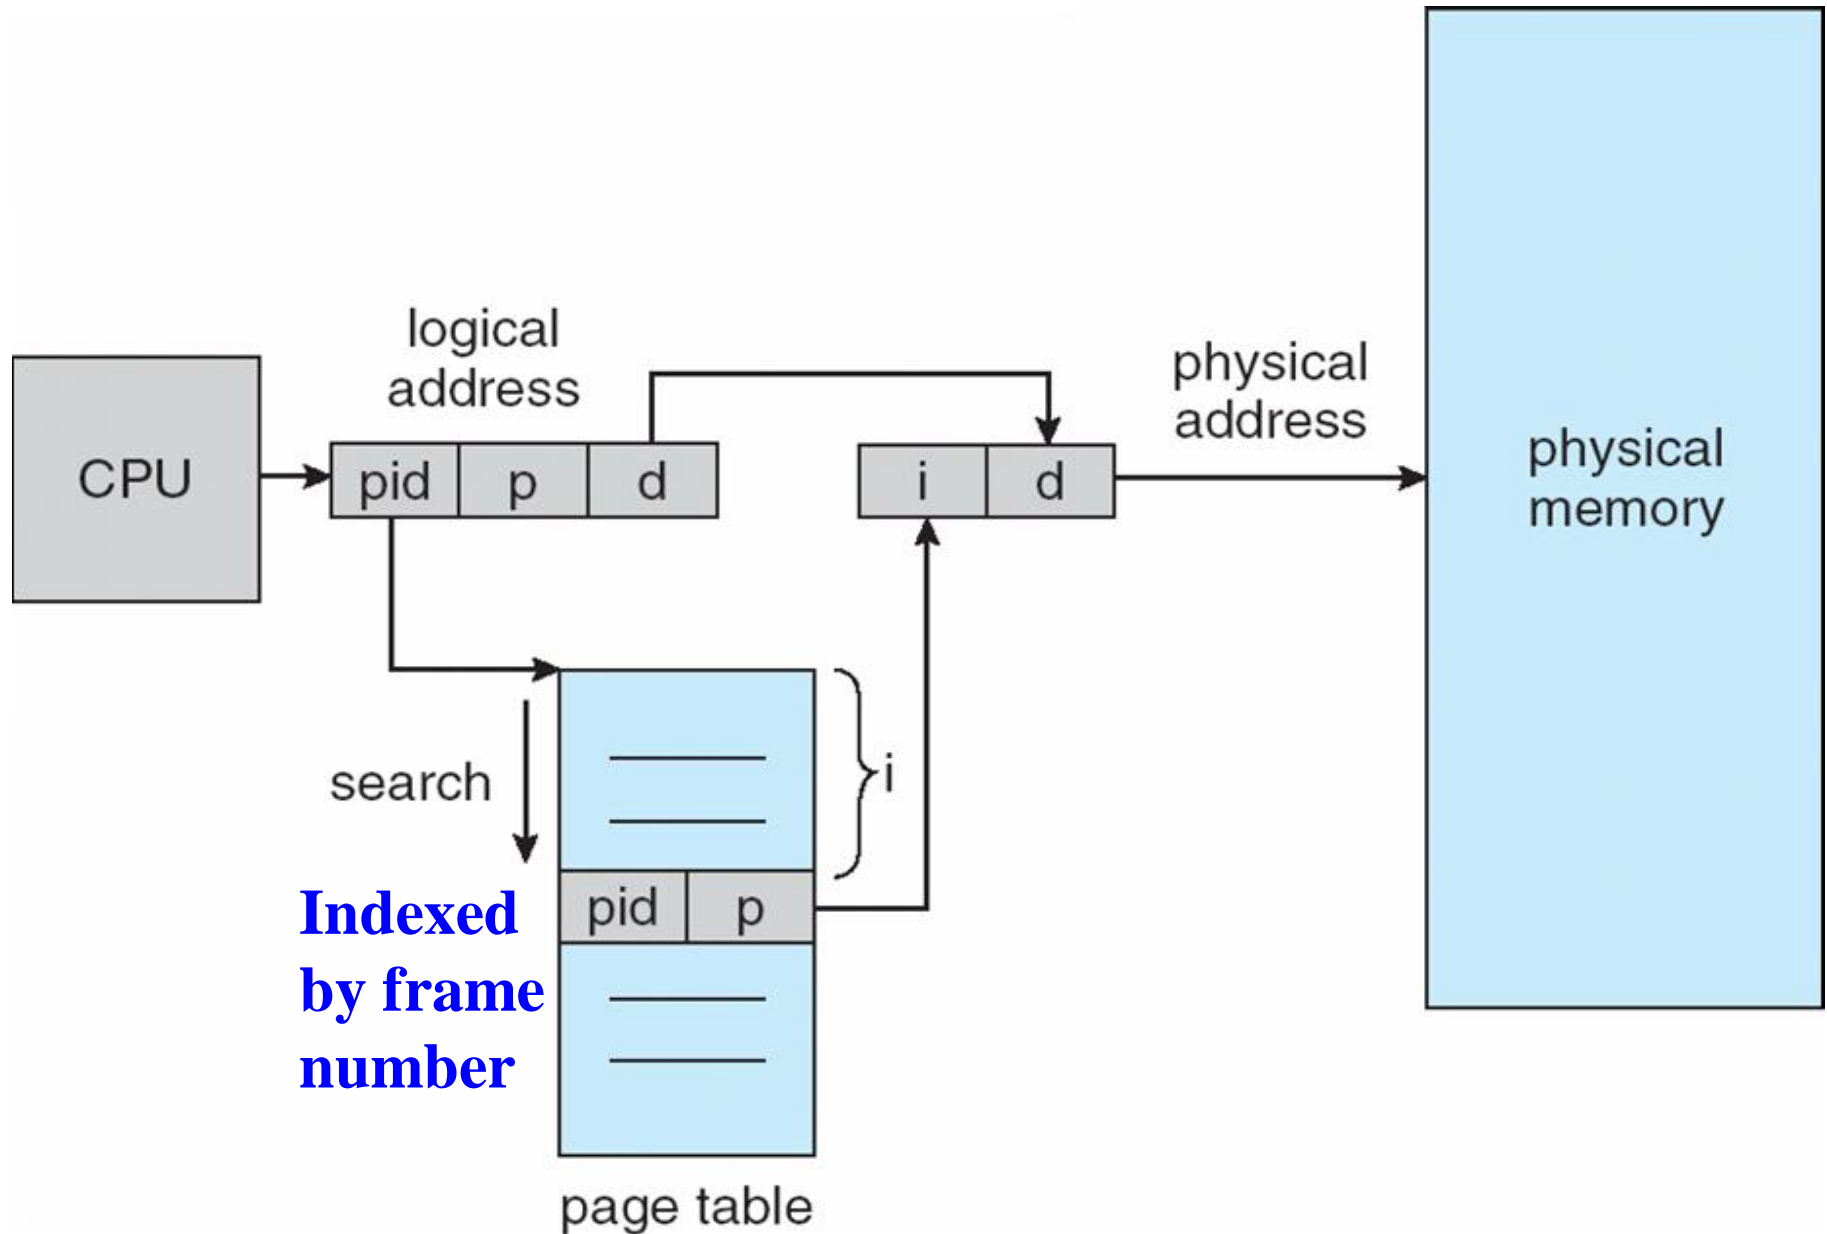 logical
address
physical
address
CPU
pid p d
i d
physical
memory
search
i
pid p
Indexed
by frame
number
page table